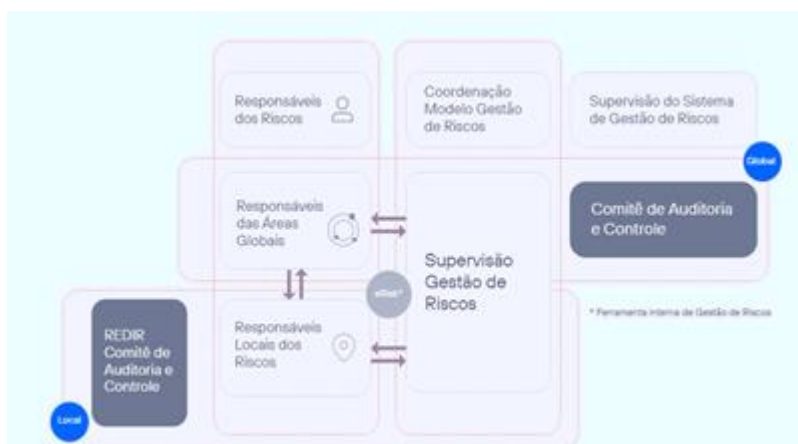 Responsáveis
dos Riscos
Coordenação
Modelo Gestão
de Riscos
Supervisão do Sistema
de Gestão de Riscos
Global
Responsáveis
das Áreas
Globais
Comitê de Auditoria
e Controle
Supervisão
Gestão de
Riscos
* Ferramenta interna de Gestão de Riscos
REDIR
Comitê de
Auditoria e
Controle
Responsáveis
Locais dos
Riscos
Local